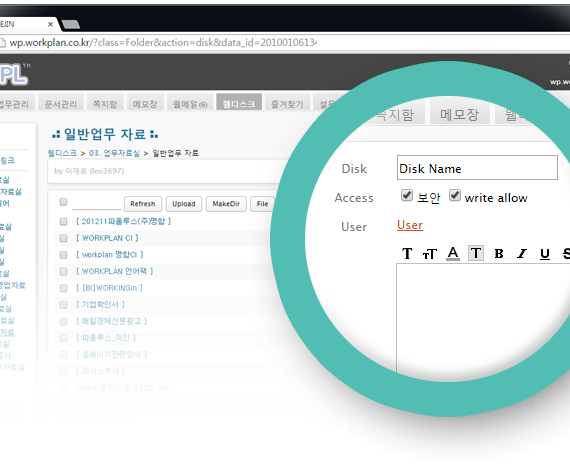 wp.workplan.co.kr/?class=Folder&action=disk&data_id=2010010613
PL™
wp.wo
업무관리 문서관리 쪽지함 메모장 웹메일(6) 웹디스크 즐겨찾기
쪽지함 메모장
일반업무 자료
링크
웹디스크 > 03. 업무자료실 > 일반업무 자료
by 이재호 (leo3697)
Refresh Upload MakeDir File
[ 201211파플루스(주)명함 ]
[ WORKPLAN CI ]
[ workplan 명함CI ]
[ WORKPLAN 언어팩 ]
[ [BI]WORKINGin ]
[ 기업확인서 ]
[ 매일경제신문광고 ]
[ 파플루스_직인 ]
[ 홈페이지관련양식 ]
[ 회사소개서 ]
Disk Disk Name
Access 보안 write allow
User User
T тT A T B I U S